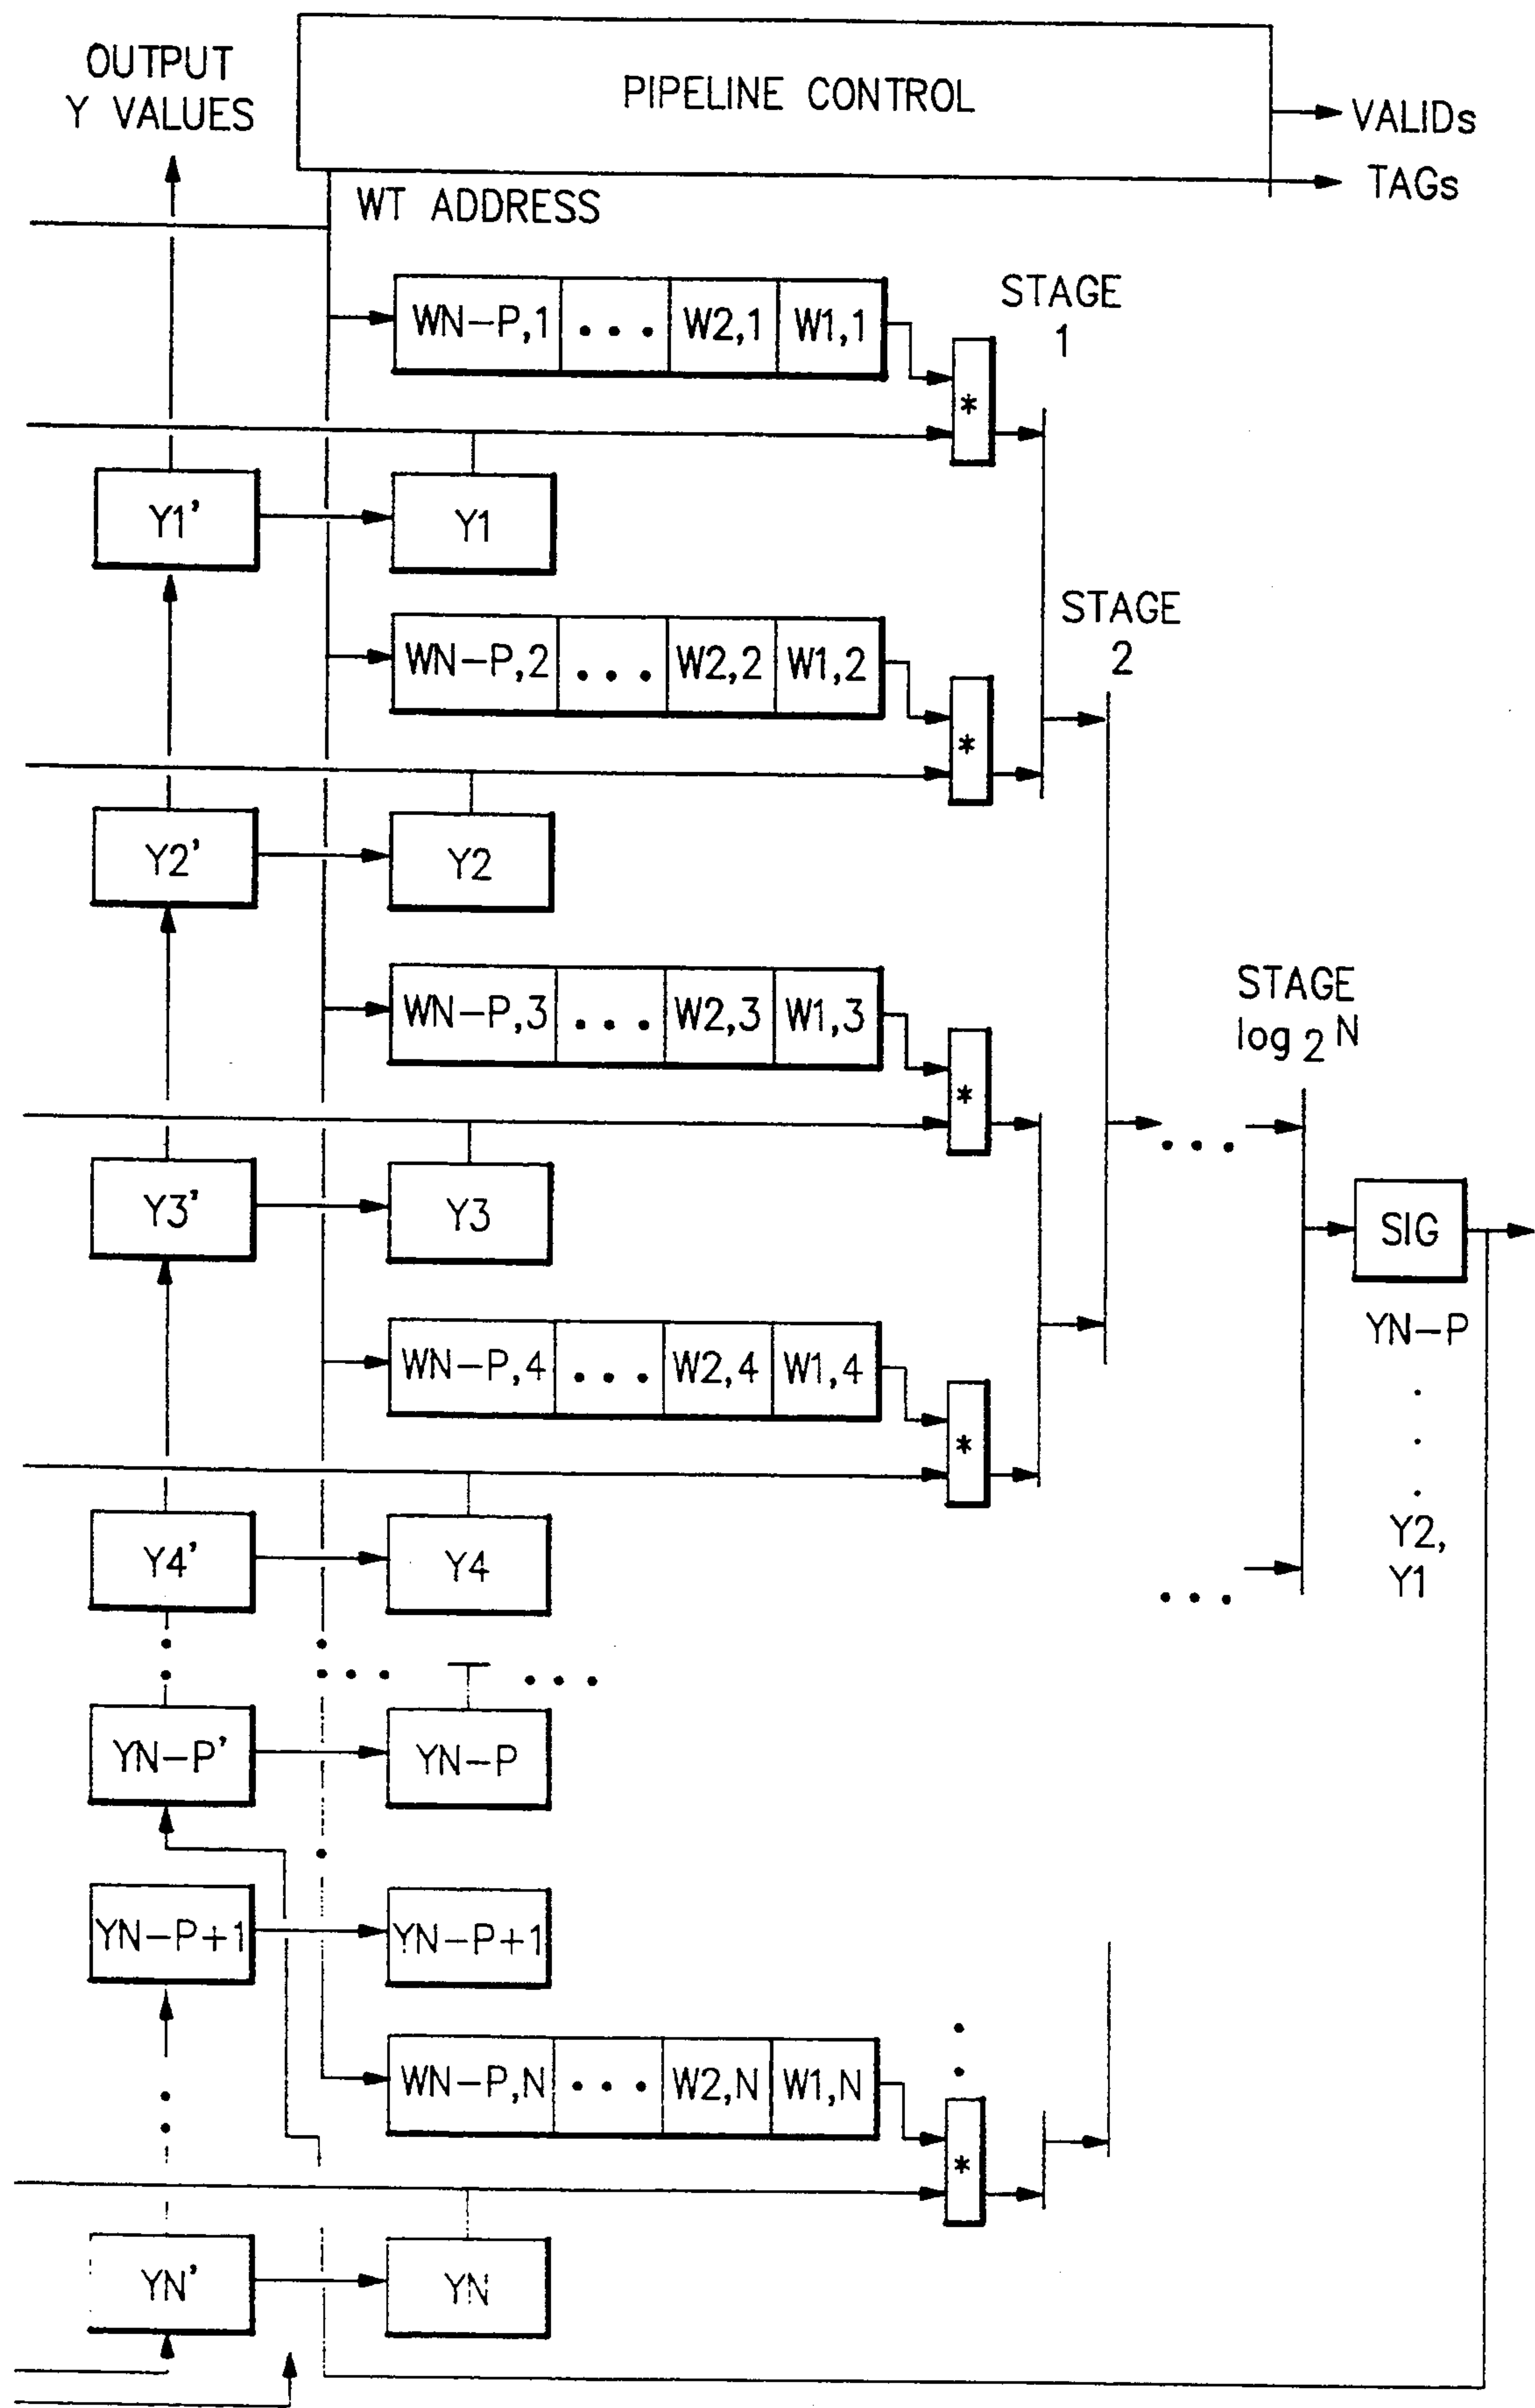 OUTPUT
Y VALUES
PIPELINE CONTROL
VALIDs
TAGs
WT ADDRESS
STAGE
1
WN-P,1 ... W2,1 W1,1
*
Y1' Y1
STAGE
2
WN-P,2 ... W2,2 W1,2
*
Y2' Y2
WN-P,3 ... W2,3 W1,3
*
STAGE
log 2 N
...
Y3' Y3
SIG
YN-P
.
.
.
Y2,
Y1
WN-P,4 ... W2,4 W1,4
*
Y4' Y4
...
... ...
YN-P' YN-P
YN-P+1 YN-P+1
WN-P,N ... W2,N W1,N
*
YN' YN